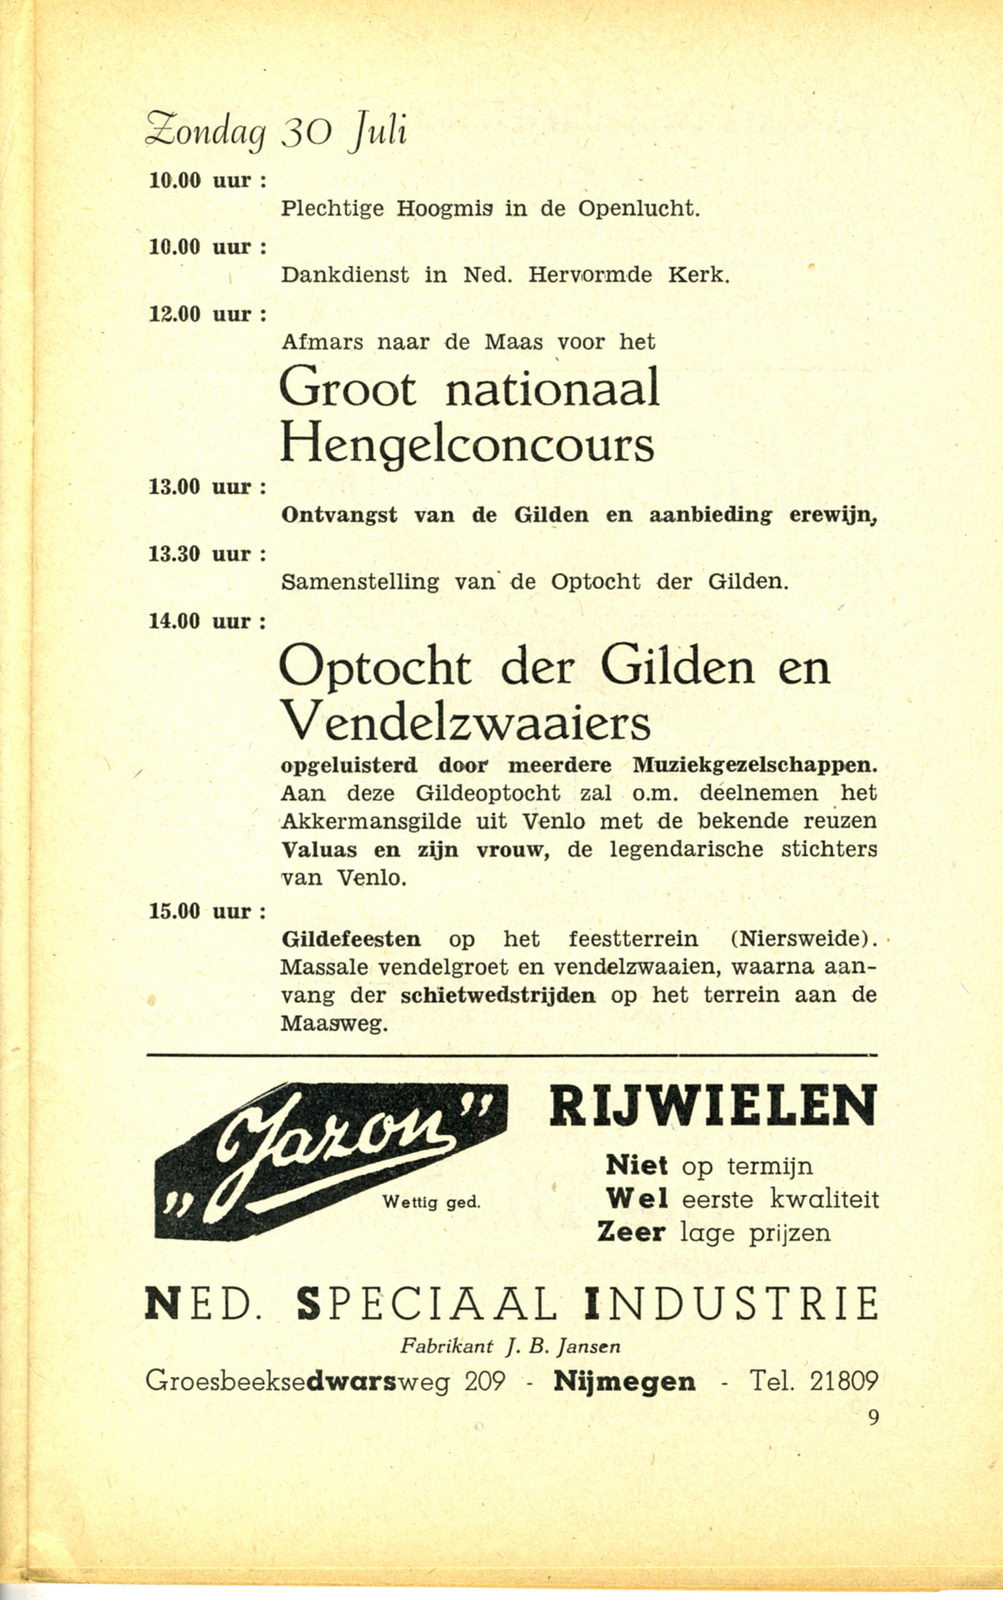 Zondag 30 Juli
10.00 uur :
Plechtige Hoogmis in de Openlucht.
10.00 uur :
Dankdienst in Ned. Hervormde Kerk.
12.00 uur :
Afmars naar de Maas voor het
Groot nationaal
Hengelconcours
13.00 uur :
Ontvangst van de Gilden en aanbieding erewijn,
13.30 uur :
Samenstelling van de Optocht der Gilden.
14.00 uur :
Optocht der Gilden en
Vendelzwaaiers
opgeluisterd door meerdere Muziekgezelschappen.
Aan deze Gildeoptocht zal o.m. deelnemen het
Akkermansgilde uit Venlo met de bekende reuzen
Valuas en zijn vrouw, de legendarische stichters
van Venlo.
15.00 uur :
Gildefeesten op het feestterrein (Niersweide).
Massale vendelgroet en vendelzwaaien, waarna aan-
vang der schietwedstrijden op het terrein aan de
Maasweg.
„Jazon”
Wettig ged.
RIJWIELEN
Niet op termijn
Wel eerste kwaliteit
Zeer lage prijzen
NED. SPECIAAL INDUSTRIE
Fabrikant J. B. Jansen
Groesbeeksedwarsweg 209 - Nijmegen - Tel. 21809
9